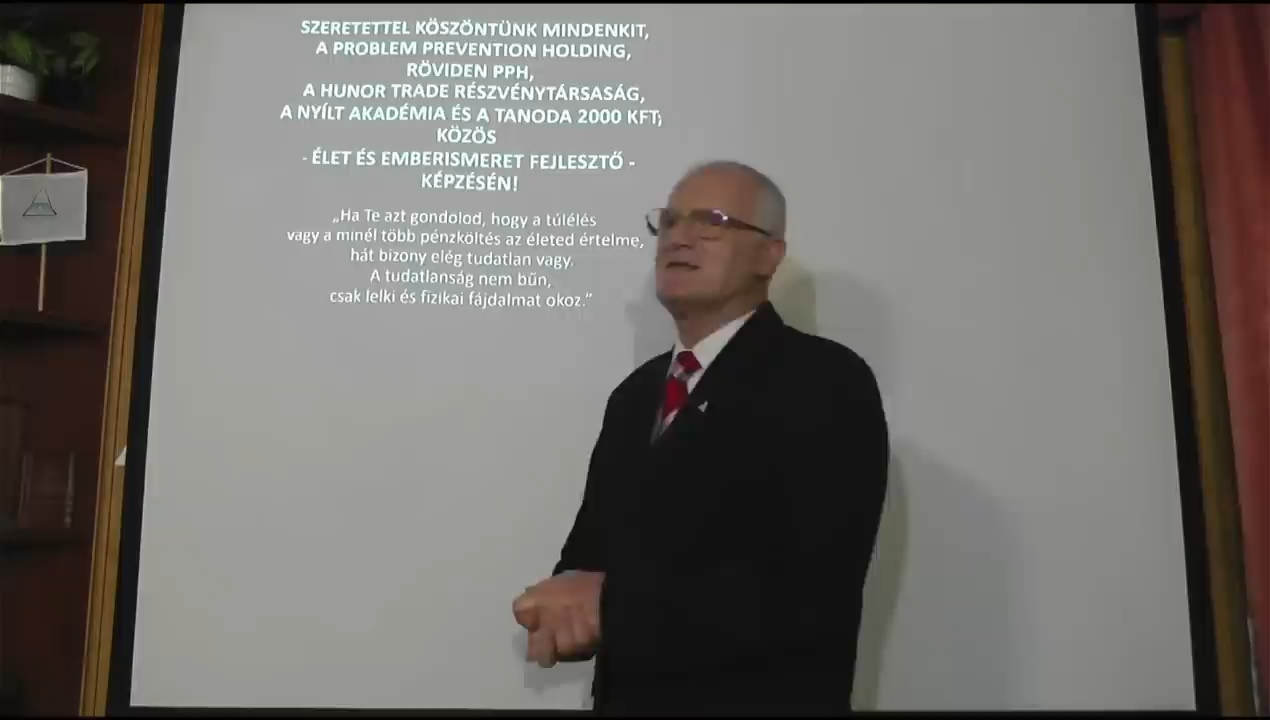 SZERETETTEL KÖSZÖNTÜNK MINDENKIT,
A PROBLEM PREVENTION HOLDING,
RÖVIDEN PPH,
A HUNOR TRADE RÉSZVÉNYTÁRSASÁG,
A NYÍLT AKADÉMIA ÉS A TANODA 2000 KFT,
KÖZÖS
- ÉLET ÉS EMBERISMERET FEJLESZTŐ -
KÉPZÉSÉN!
„Ha Te azt gondolod, hogy a túlélés
vagy a minél több pénzköltés az életed értelme,
hát bizony elég tudatlan vagy.
A tudatlanság nem bűn,
csak lelki és fizikai fájdalmat okoz.”